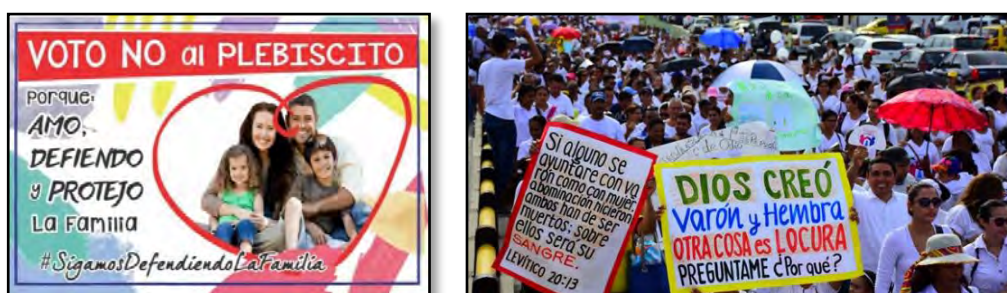 VOTO NO al PLEBISCITO
Porque:
AMO,
DEFIENDO
y PROTEJO
La Familia
#SigamosDefendiendoLaFamilia
Si alguno se
ayuntare con va
rón como con mujer,
abominación hicieron
ambos han de ser
muertos; sobre
ellos será su
SANGRE.
LEVÍTICO 20:13
DIOS CREÓ
Varón y Hembra
OTRA COSA es LOCURA
PREGUNTAME ¿Por qué?